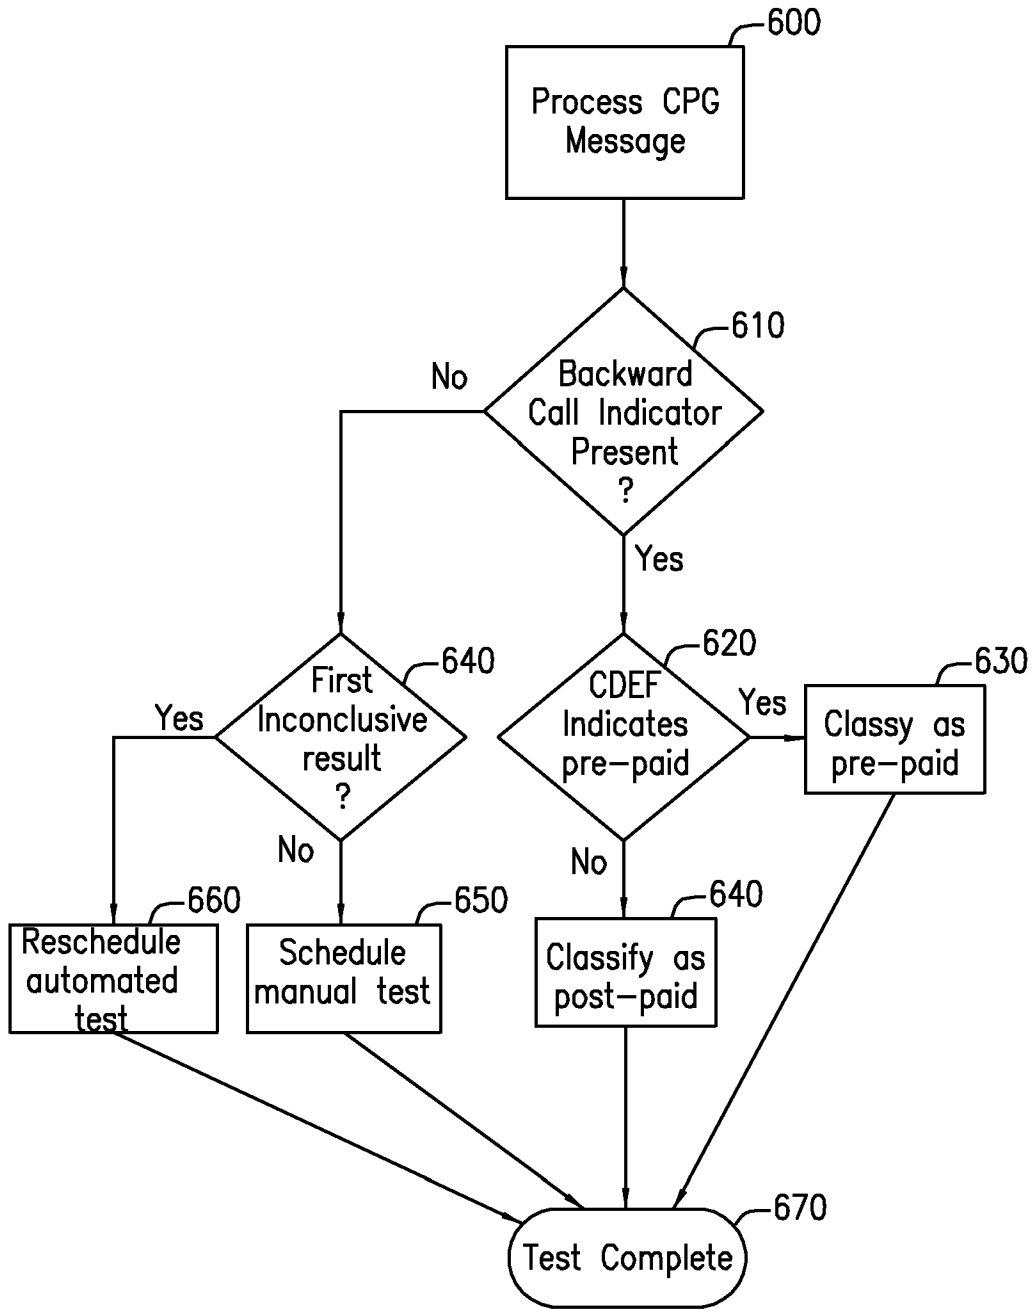 600
Process CPG
Message
610
Backward
Call Indicator
Present
?
No
Yes
640
First
Inconclusive
result
?
Yes
No
620
CDEF
Indicates
pre-paid
Yes
No
630
Classy as
pre-paid
660
Reschedule
automated
test
650
Schedule
manual test
640
Classify as
post-paid
670
Test Complete